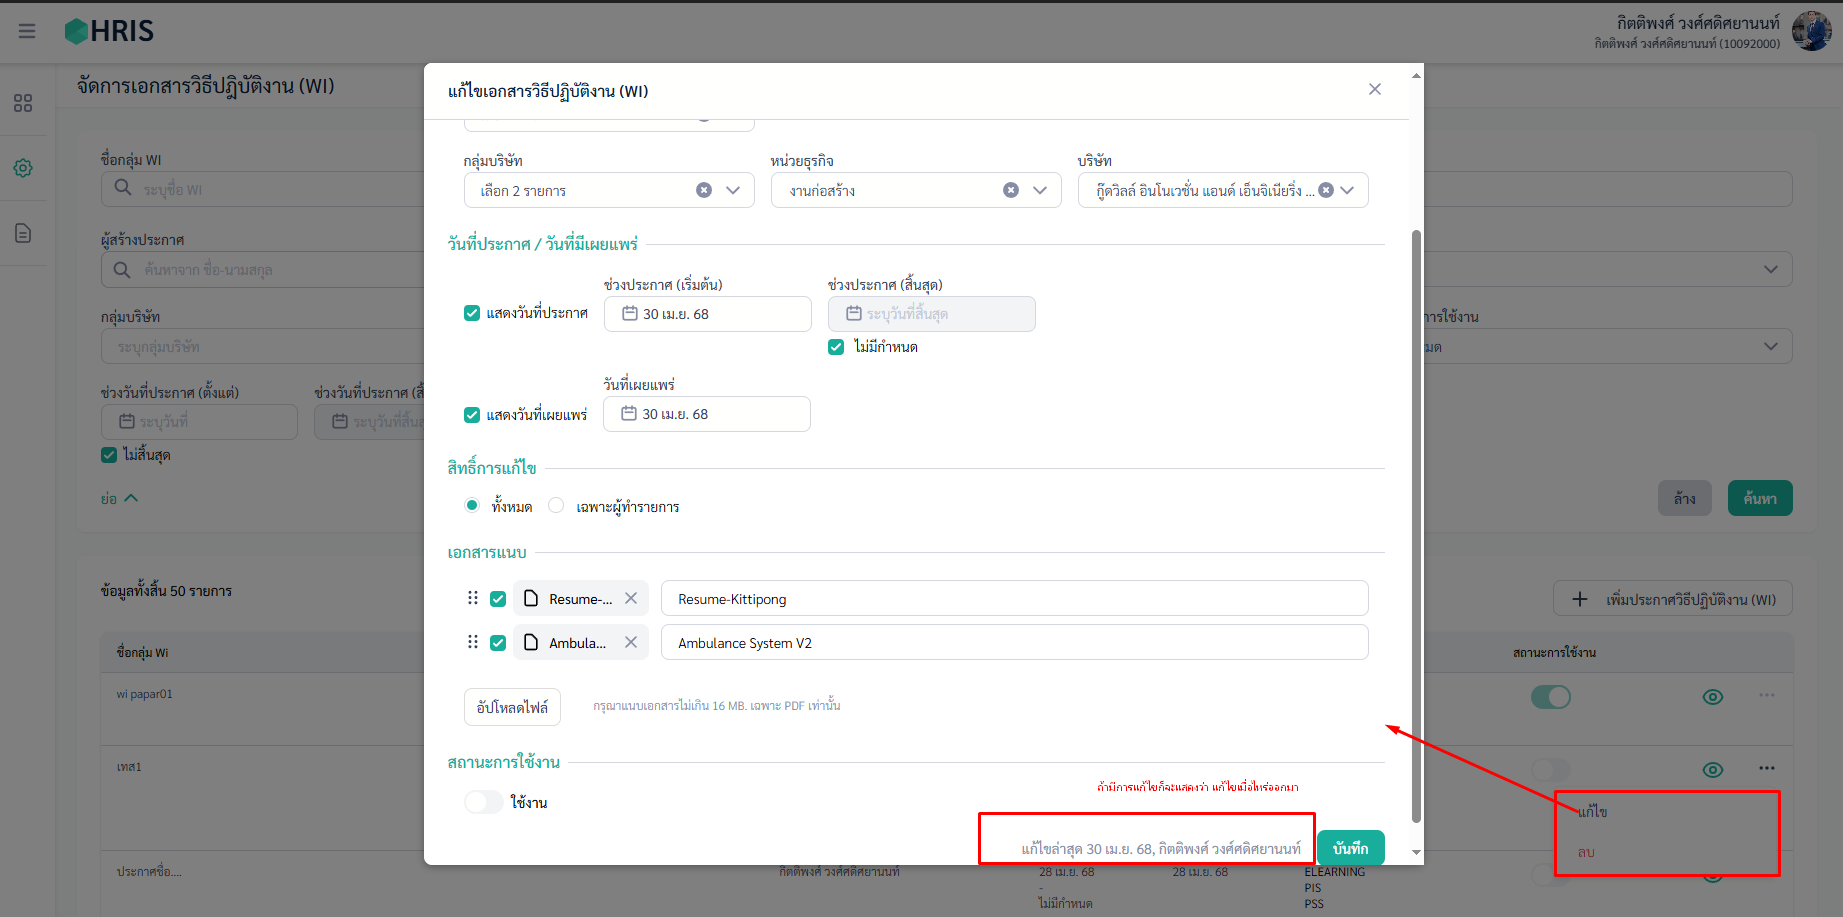 HRIS
กิตติพงศ์ วงศ์ศดิศยานนท์
กิตติพงศ์ วงศ์ศดิศยานนท์ (10092000)
จัดการเอกสารวิธีปฏิบัติงาน (WI)
ชื่อกลุ่ม WI
ระบุชื่อ WI
ผู้สร้างประกาศ
ค้นหาจาก ชื่อ-นามสกุล
กลุ่มบริษัท
ระบุกลุ่มบริษัท
ช่วงวันที่ประกาศ (ตั้งแต่)
ช่วงวันที่ประกาศ (สิ้
ระบุวันที่
ระบุวันที่สิ้นสุ
ไม่สิ้นสุด
ย่อ
การใช้งาน
มด
ล้าง
ค้นหา
แก้ไขเอกสารวิธีปฏิบัติงาน (WI)
กลุ่มบริษัท
หน่วยธุรกิจ
บริษัท
เลือก 2 รายการ
งานก่อสร้าง
กู๊ดวิลล์ อินโนเวชั่น แอนด์ เอ็นจิเนียริ่ง ...
วันที่ประกาศ / วันที่มีเผยแพร่
ช่วงประกาศ (เริ่มต้น)
ช่วงประกาศ (สิ้นสุด)
แสดงวันที่ประกาศ
30 เม.ย. 68
ระบุวันที่สิ้นสุด
ไม่มีกำหนด
วันที่เผยแพร่
แสดงวันที่เผยแพร่
30 เม.ย. 68
สิทธิ์การแก้ไข
ทั้งหมด
เฉพาะผู้ทำรายการ
เอกสารแนบ
Resume-...
Resume-Kittipong
Ambula...
Ambulance System V2
อัปโหลดไฟล์
กรุณาแนบเอกสารไม่เกิน 16 MB. เฉพาะ PDF เท่านั้น
สถานะการใช้งาน
ใช้งาน
ถ้ามีการแก้ไขก็จะแสดงว่า แก้ไขเมื่อไหร่ออกมา
แก้ไขล่าสุด 30 เม.ย. 68, กิตติพงศ์ วงศ์ศดิศยานนท์
บันทึก
ข้อมูลทั้งสิ้น 50 รายการ
เพิ่มประกาศวิธีปฏิบัติงาน (WI)
ชื่อกลุ่ม Wi
สถานะการใช้งาน
wi papar01
เทส1
แก้ไข
ลบ
ประกาศชื่อ....
กิตติพงศ์ วงศ์ศดิศยานนท์
28 เม.ย. 68
-
ไม่มีกำหนด
28 เม.ย. 68
ELEARNING
PIS
PSS